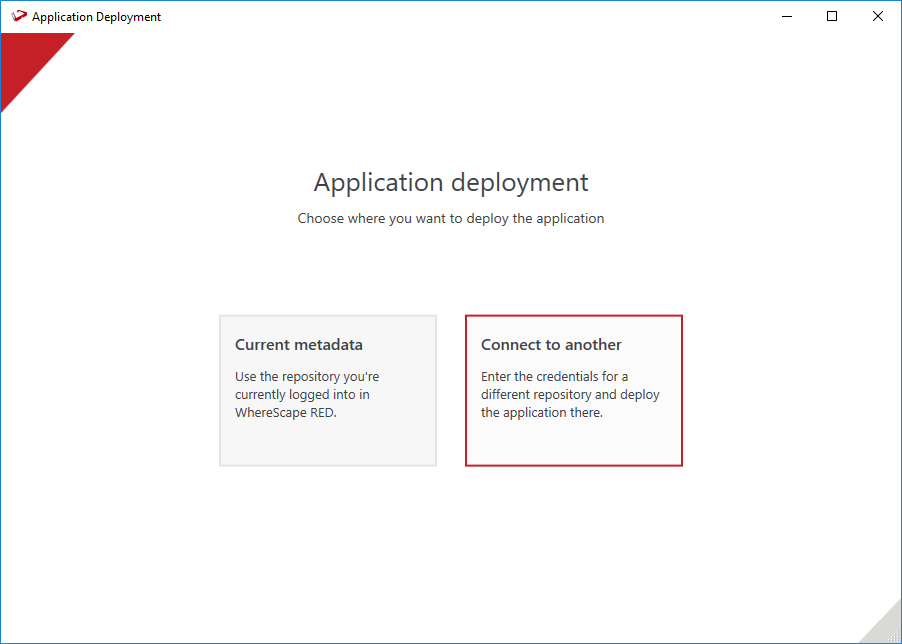 Application Deployment
Application deployment
Choose where you want to deploy the application
Current metadata
Use the repository you're
currently logged into in
WhereScape RED.
Connect to another
Enter the credentials for a
different repository and deploy
the application there.